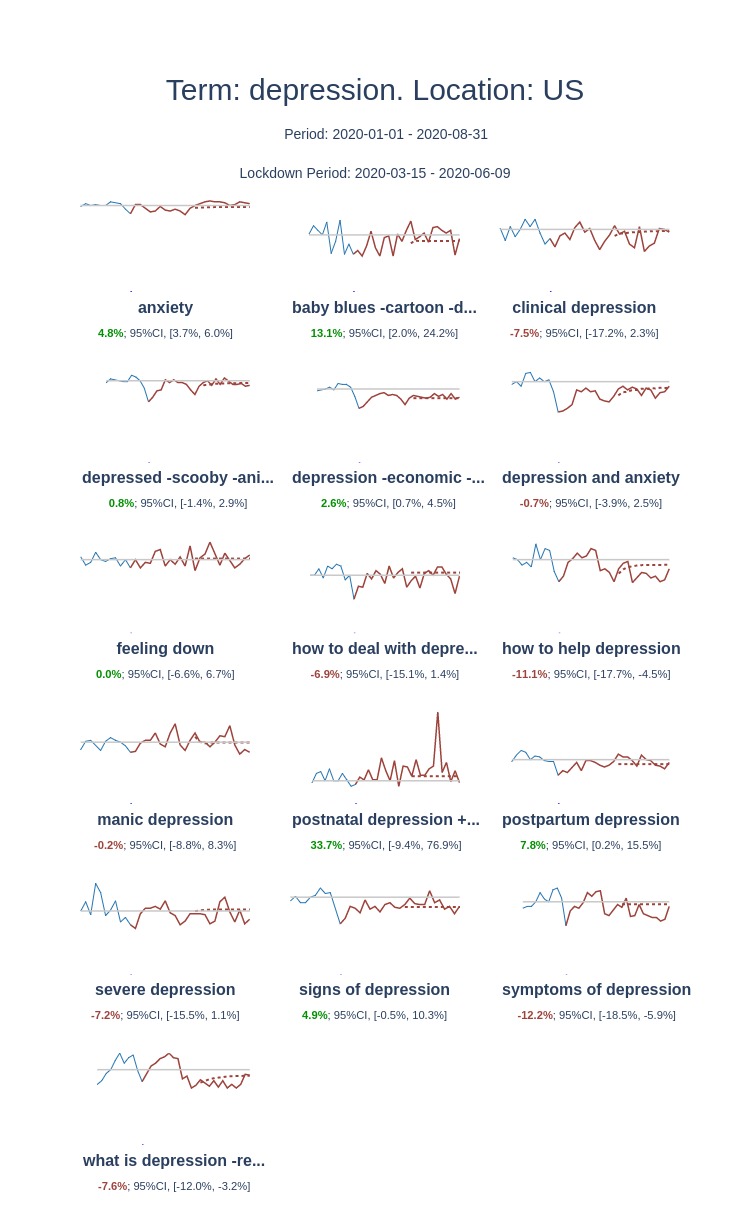 Term: depression. Location: US
Period: 2020-01-01 - 2020-08-31
Lockdown Period: 2020-03-15 - 2020-06-09
anxiety
4.8%; 95%CI, [3.7%, 6.0%]
baby blues -cartoon -d...
13.1%; 95%CI, [2.0%, 24.2%]
clinical depression
-7.5%; 95%CI, [-17.2%, 2.3%]
depressed -scooby -ani...
0.8%; 95%CI, [-1.4%, 2.9%]
depression -economic -...
2.6%; 95%CI, [0.7%, 4.5%]
depression and anxiety
-0.7%; 95%CI, [-3.9%, 2.5%]
feeling down
0.0%; 95%CI, [-6.6%, 6.7%]
how to deal with depre...
-6.9%; 95%CI, [-15.1%, 1.4%]
how to help depression
-11.1%; 95%CI, [-17.7%, -4.5%]
manic depression
-0.2%; 95%CI, [-8.8%, 8.3%]
postnatal depression +...
33.7%; 95%CI, [-9.4%, 76.9%]
postpartum depression
7.8%; 95%CI, [0.2%, 15.5%]
severe depression
-7.2%; 95%CI, [-15.5%, 1.1%]
signs of depression
4.9%; 95%CI, [-0.5%, 10.3%]
symptoms of depression
-12.2%; 95%CI, [-18.5%, -5.9%]
what is depression -re...
-7.6%; 95%CI, [-12.0%, -3.2%]